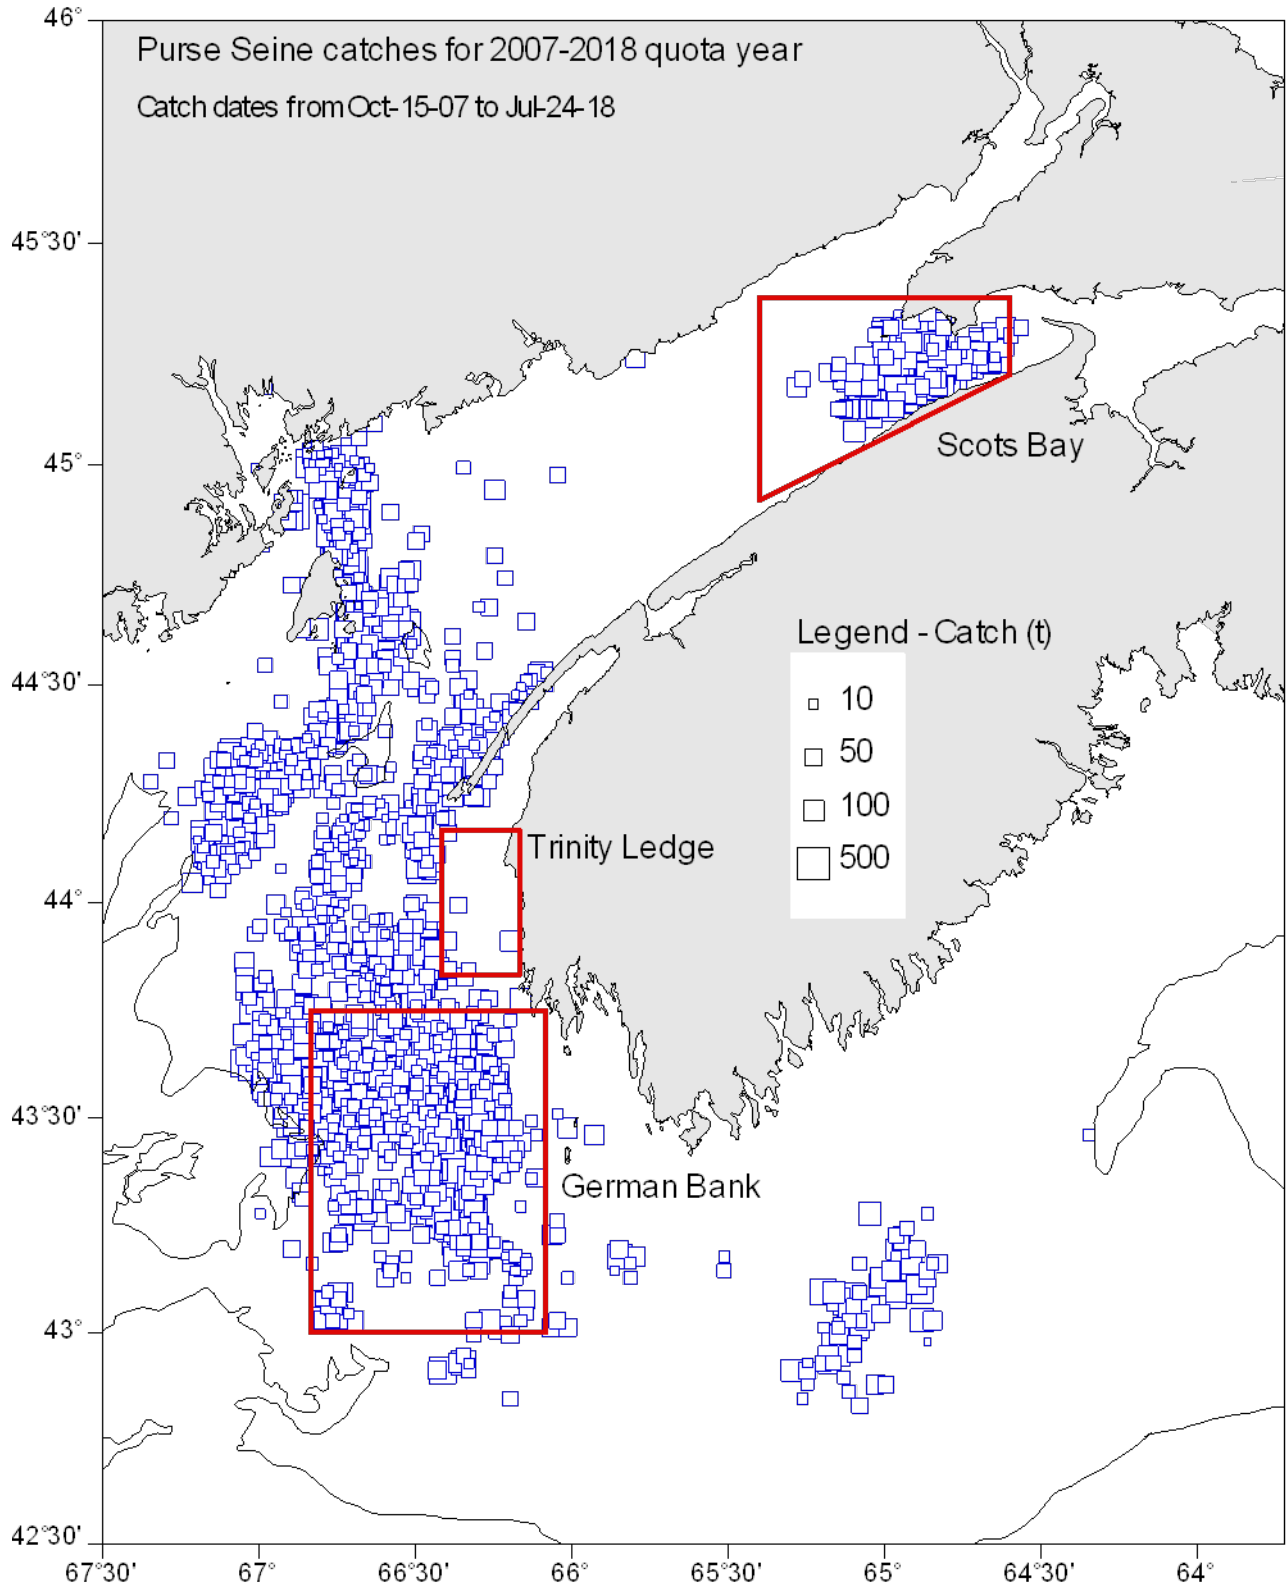 46°
Purse Seine catches for 2007-2018 quota year
Catch dates from Oct-15-07 to Jul-24-18
45°30'
Scots Bay
45°
Legend - Catch (t)
10
50
100
500
44°30'
Trinity Ledge
44°
43°30'
German Bank
43°
42°30'
67°30' 67° 66°30' 66° 65°30' 65° 64°30' 64°